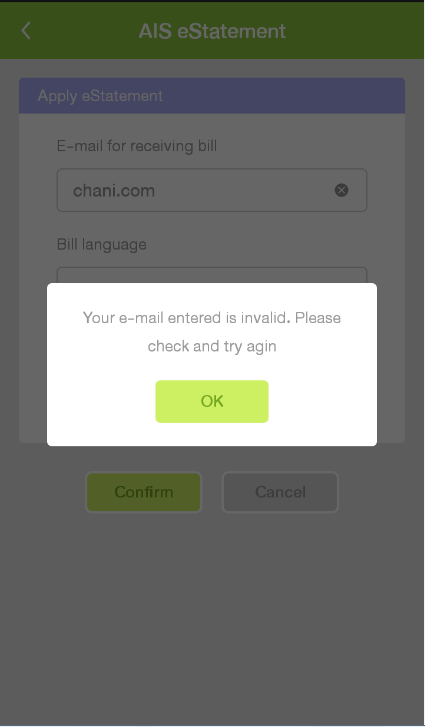 AIS eStatement
Apply eStatement
E-mail for receiving bill
chani.com
Bill language
Your e-mail entered is invalid. Please
check and try agin
OK
Confirm
Cancel